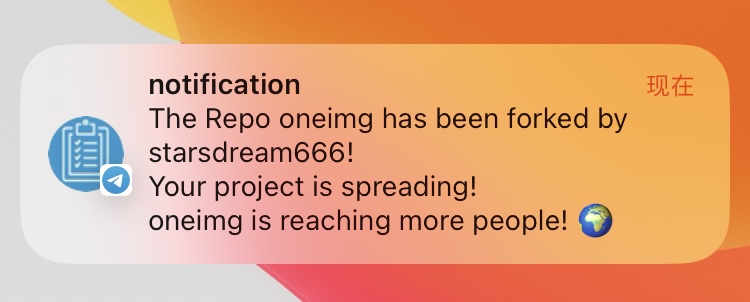 notification
现在
The Repo oneimg has been forked by
starsdream666!
Your project is spreading!
oneimg is reaching more people! 🌍